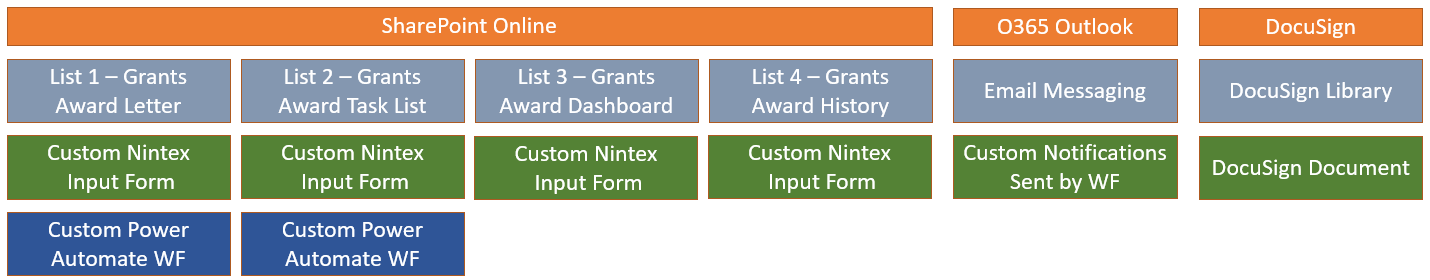 SharePoint Online
O365 Outlook
DocuSign
List 1 – Grants
Award Letter
List 2 – Grants
Award Task List
List 3 – Grants
Award Dashboard
List 4 – Grants
Award History
Email Messaging
DocuSign Library
Custom Nintex
Input Form
Custom Nintex
Input Form
Custom Nintex
Input Form
Custom Nintex
Input Form
Custom Notifications
Sent by WF
DocuSign Document
Custom Power
Automate WF
Custom Power
Automate WF